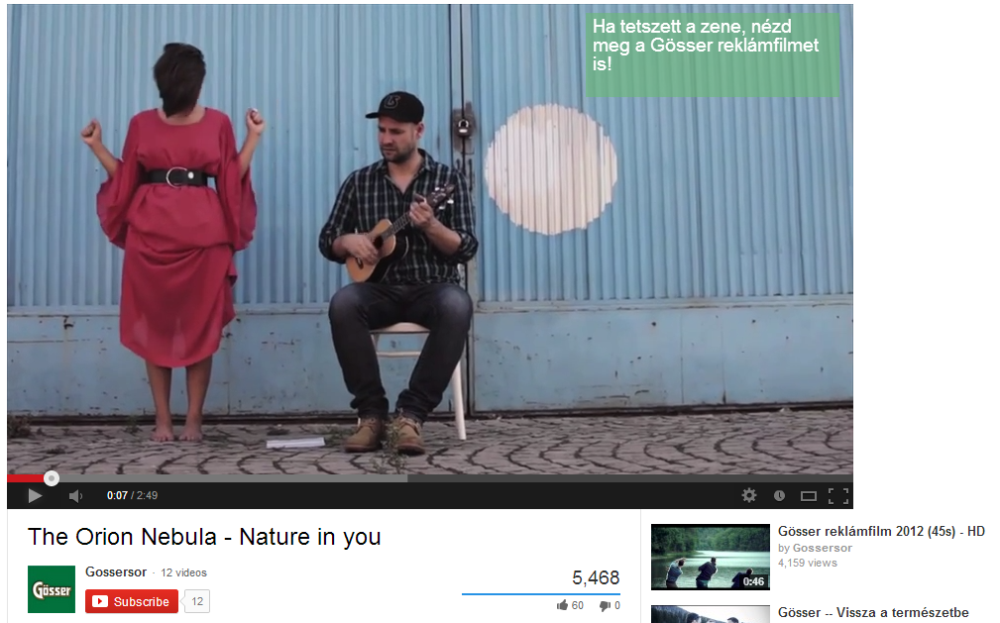 Ha tetszett a zene, nézd
meg a Gösser reklámfilmet
is!
0:07 / 2:49
The Orion Nebula - Nature in you
Gösser
Gossersor · 12 videos
Subscribe 12
5,468
60 0
Gösser reklámfilm 2012 (45s) - HD
by Gossersor
4,159 views
0:46
Gösser -- Vissza a természetbe